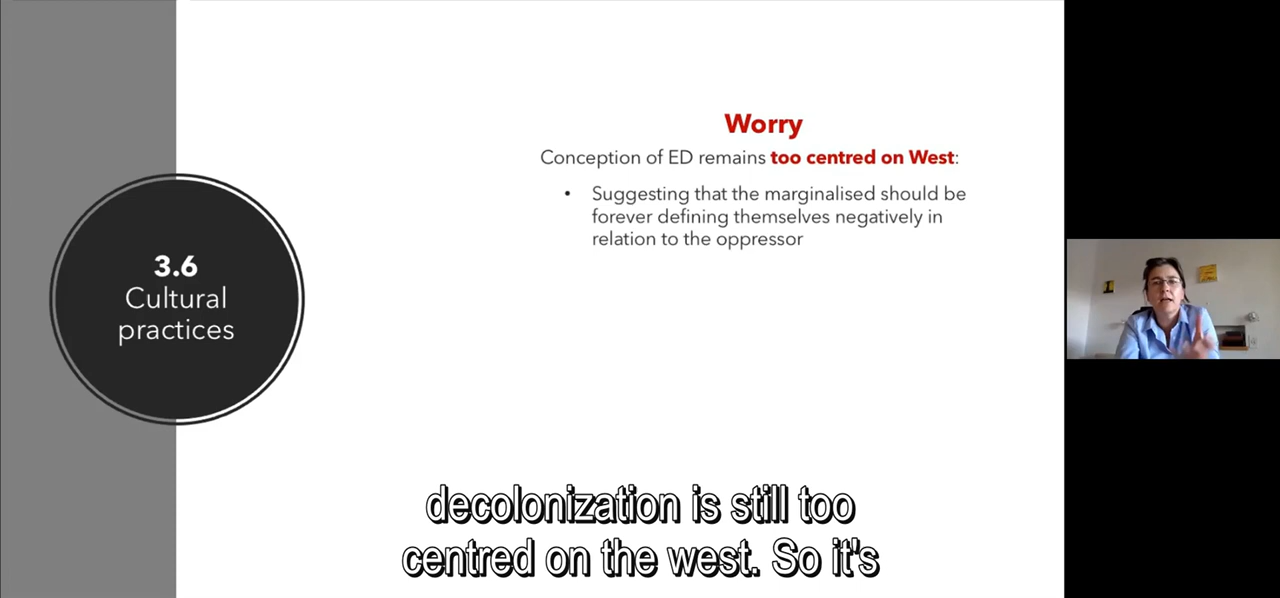 3.6
Cultural
practices
Worry
Conception of ED remains too centred on West:
• Suggesting that the marginalised should be
forever defining themselves negatively in
relation to the oppressor
decolonization is still too
centred on the west. So it's